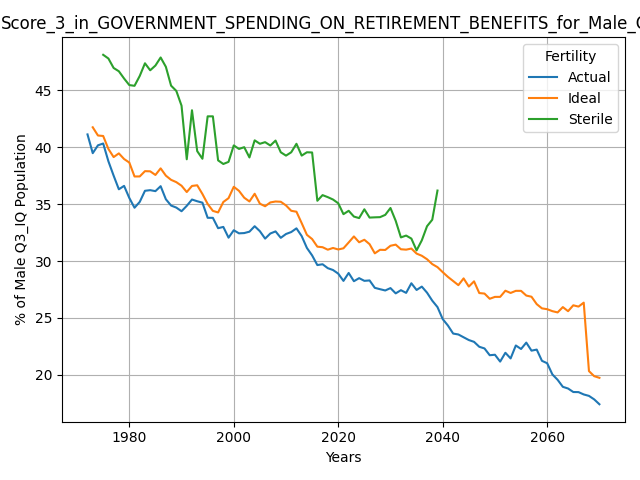 Score_3_in_GOVERNMENT_SPENDING_ON_RETIREMENT_BENEFITS_for_Male_
Fertility
Actual
Ideal
Sterile
% of Male Q3_IQ Population
45
40
35
30
25
20
1980
2000
2020
2040
2060
Years